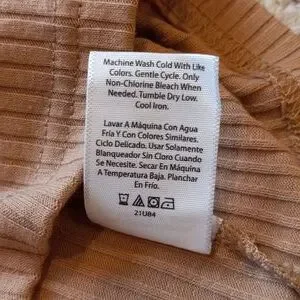 Machine Wash Cold With Like
Colors. Gentle Cycle. Only
Non-Chlorine Bleach When
Needed. Tumble Dry Low.
Cool Iron.
Lavar A Máquina Con Agua
Fría Y Con Colores Similares.
Ciclo Delicado. Usar Solamente
Blanqueador Sin Cloro Cuando
Se Necesite. Secar En Máquina
A Temperatura Baja. Planchar
En Frío.
21U84